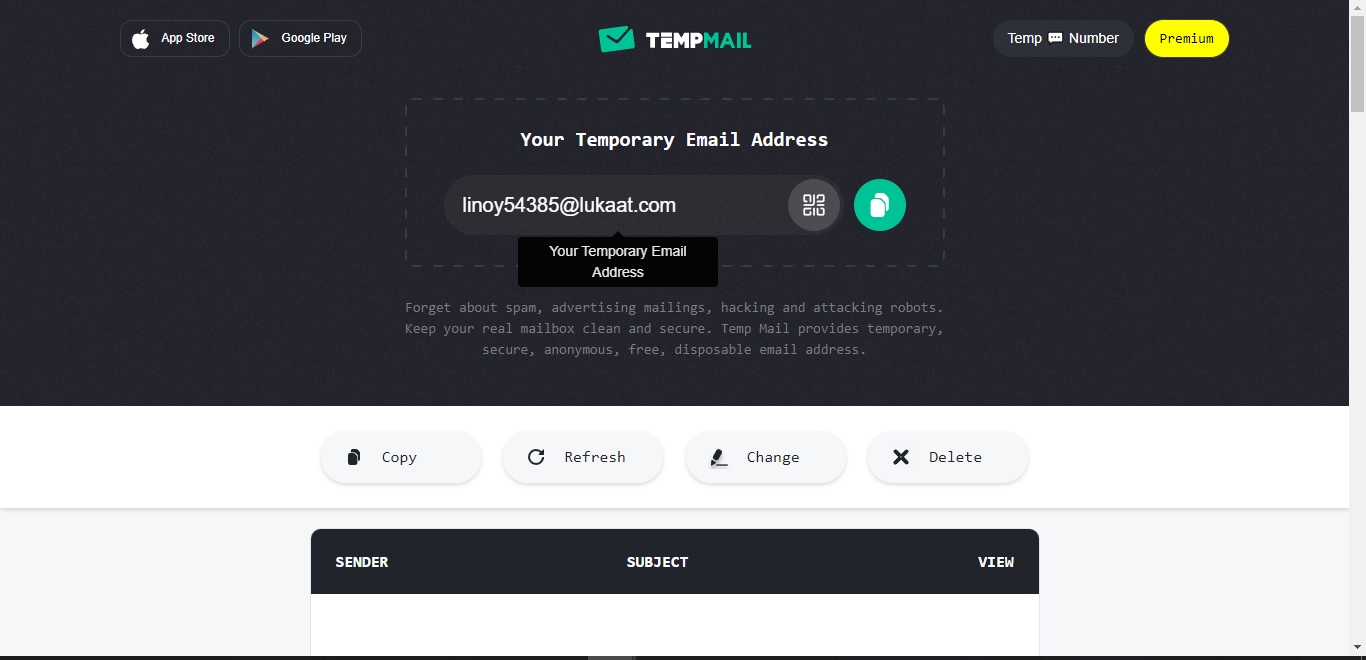 App Store
Google Play
TEMPMAIL
Temp Number
Premium
Your Temporary Email Address
linoy54385@lukaat.com
Your Temporary Email
Address
Forget about spam, advertising mailings, hacking and attacking robots.
Keep your real mailbox clean and secure. Temp Mail provides temporary,
secure, anonymous, free, disposable email address.
Copy
Refresh
Change
Delete
SENDER
SUBJECT
VIEW